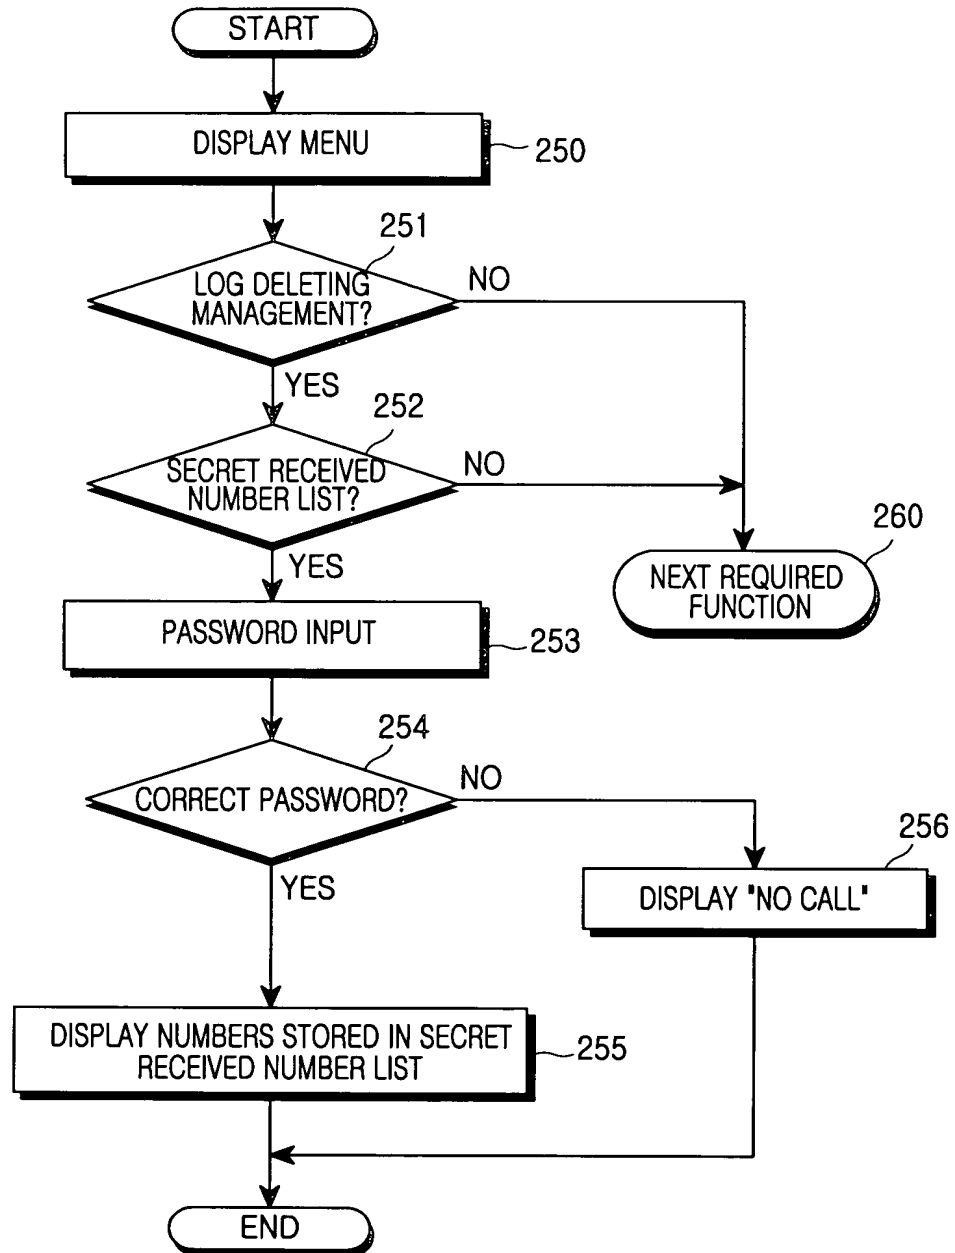 START
DISPLAY MENU
250
251
LOG DELETING
MANAGEMENT?
NO
YES
252
SECRET RECEIVED
NUMBER LIST?
NO
YES
260
NEXT REQUIRED
FUNCTION
PASSWORD INPUT
253
254
CORRECT PASSWORD?
NO
YES
256
DISPLAY "NO CALL"
DISPLAY NUMBERS STORED IN SECRET
RECEIVED NUMBER LIST
255
END